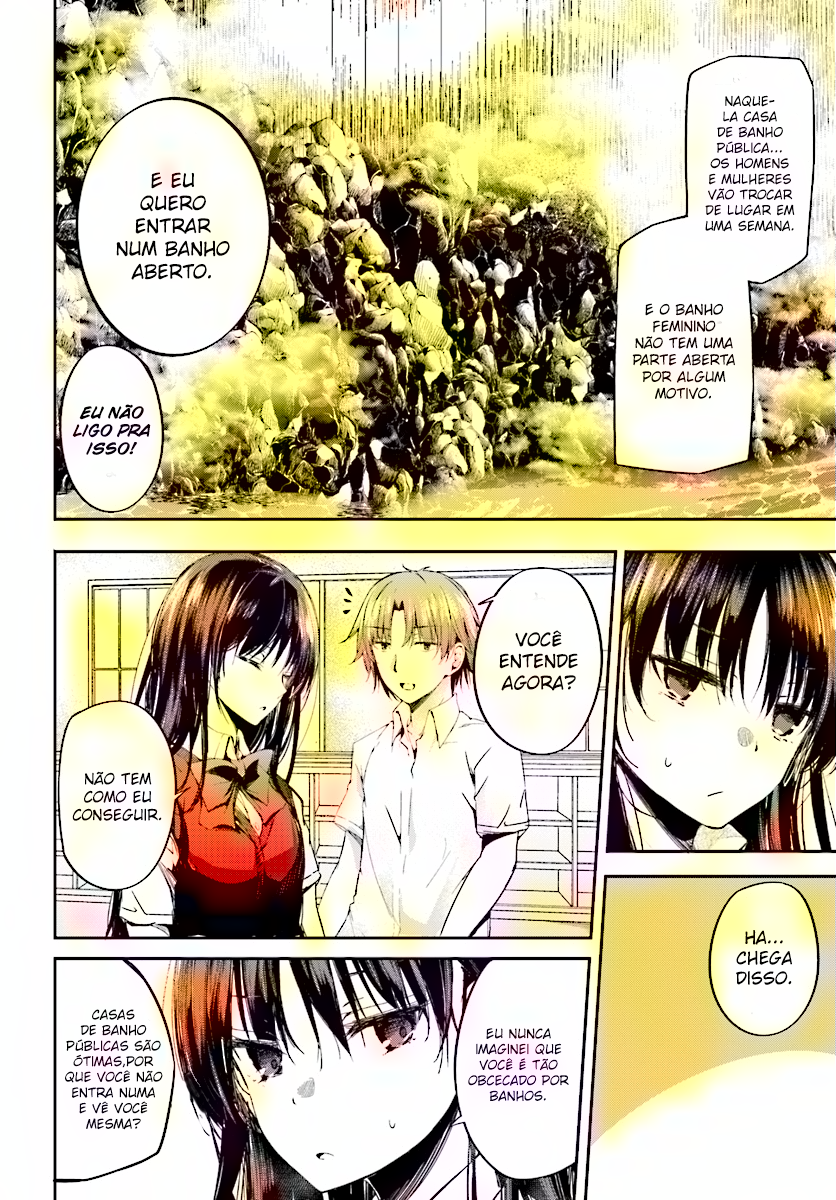 NAQUE-
LA CASA
DE BANHO
PÚBLICA...
OS HOMENS
E MULHERES
VÃO TROCAR
DE LUGAR EM
UMA SEMANA.
E O BANHO
FEMININO
NÃO TEM UMA
PARTE ABERTA
POR ALGUM
MOTIVO.
E EU
QUERO
ENTRAR
NUM BANHO
ABERTO.
EU NÃO
LIGO PRA
ISSO!
VOCÊ
ENTENDE
AGORA?
NÃO TEM
COMO EU
CONSEGUIR.
HA...
CHEGA
DISSO.
EU NUNCA
IMAGINEI QUE
VOCÊ É TÃO
OBCECADO POR
BANHOS.
CASAS
DE BANHO
PÚBLICAS SÃO
ÓTIMAS,POR
QUE VOCÊ NÃO
ENTRA NUMA
E VÊ VOCÊ
MESMA?